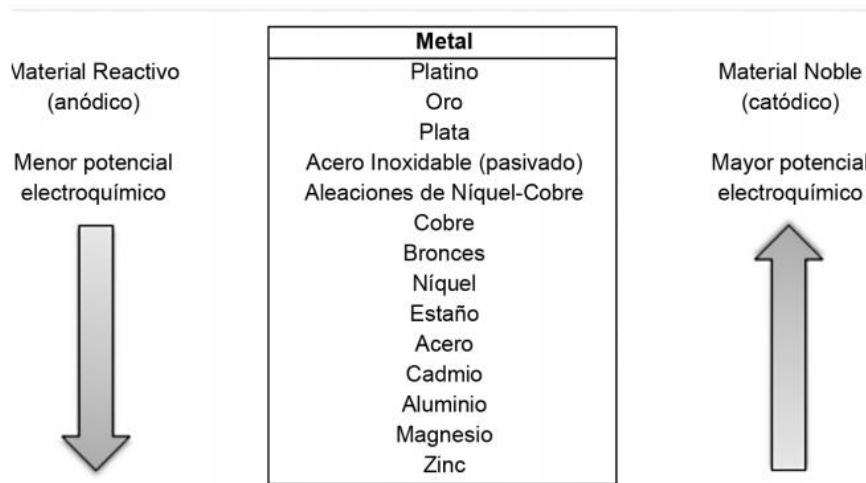 Metal
Material Reactivo
(anódico)
Menor potencial
electroquímico
Platino
Oro
Plata
Acero Inoxidable (pasivado)
Aleaciones de Níquel-Cobre
Cobre
Bronces
Níquel
Estaño
Acero
Cadmio
Aluminio
Magnesio
Zinc
Material Noble
(catódico)
Mayor potencial
electroquímico